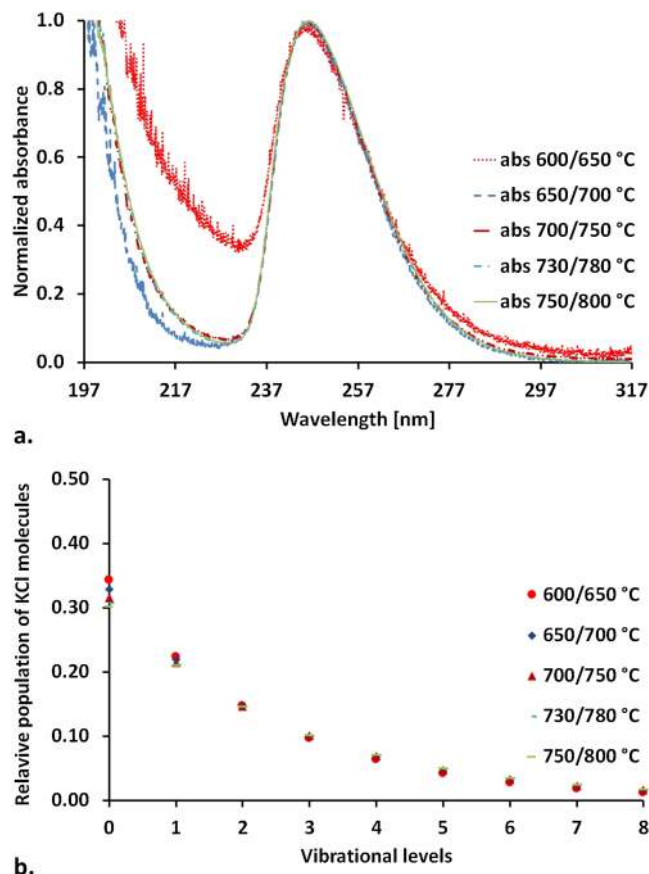 1.0
0.8
0.6
0.4
0.2
0.0
Normalized absorbance
abs 600/650 °C
abs 650/700 °C
abs 700/750 °C
abs 730/780 °C
abs 750/800 °C
197 217 237 257 277 297 317
Wavelength [nm]
a.
0.50
0.40
0.30
0.20
0.10
0.00
Relavive population of KCl molecules
600/650 °C
650/700 °C
700/750 °C
730/780 °C
750/800 °C
0 1 2 3 4 5 6 7 8
Vibrational levels
b.